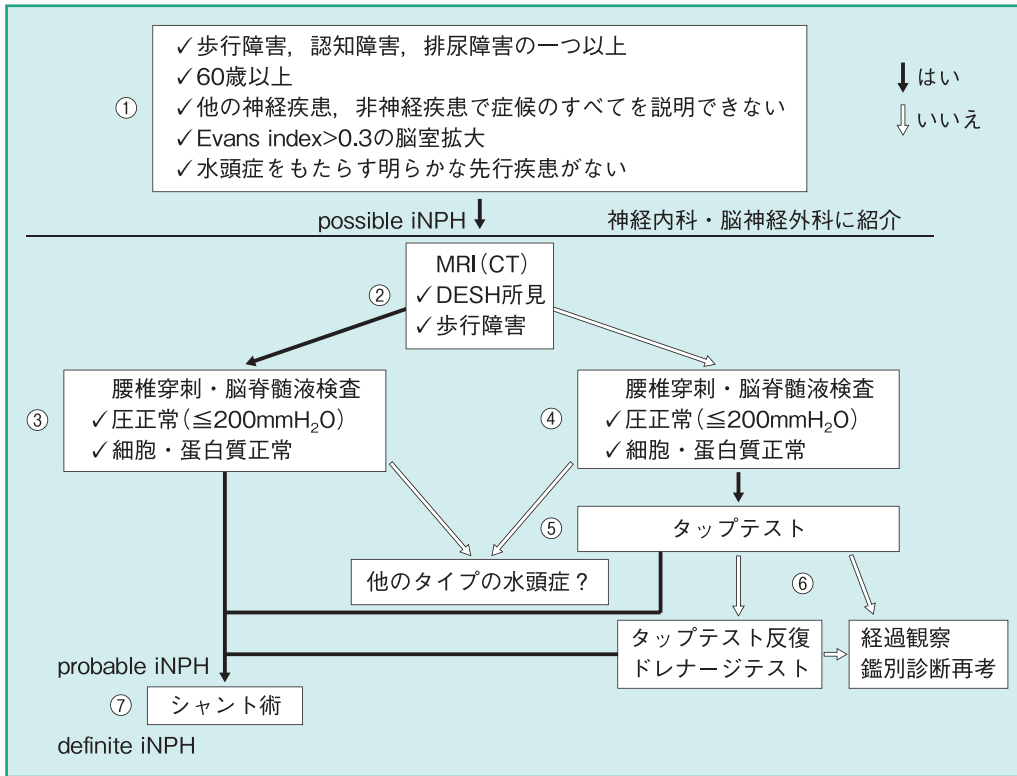 ✓歩行障害，認知障害，排尿障害の一つ以上
✓60歳以上
①
✓他の神経疾患，非神経疾患で症候のすべてを説明できない
✓Evans index>0.3の脳室拡大
✓水頭症をもたらす明らかな先行疾患がない
はい
いいえ
possible iNPH
神経内科・脳神経外科に紹介
②
MRI(CT)
✓DESH所見
✓歩行障害
③
腰椎穿刺・脳脊髄液検査
✓圧正常(≦200mmH₂O)
✓細胞・蛋白質正常
④
腰椎穿刺・脳脊髄液検査
✓圧正常(≦200mmH₂O)
✓細胞・蛋白質正常
⑤
タップテスト
他のタイプの水頭症？
⑥
タップテスト反復
ドレナージテスト
経過観察
鑑別診断再考
probable iNPH
⑦
シャント術
definite iNPH